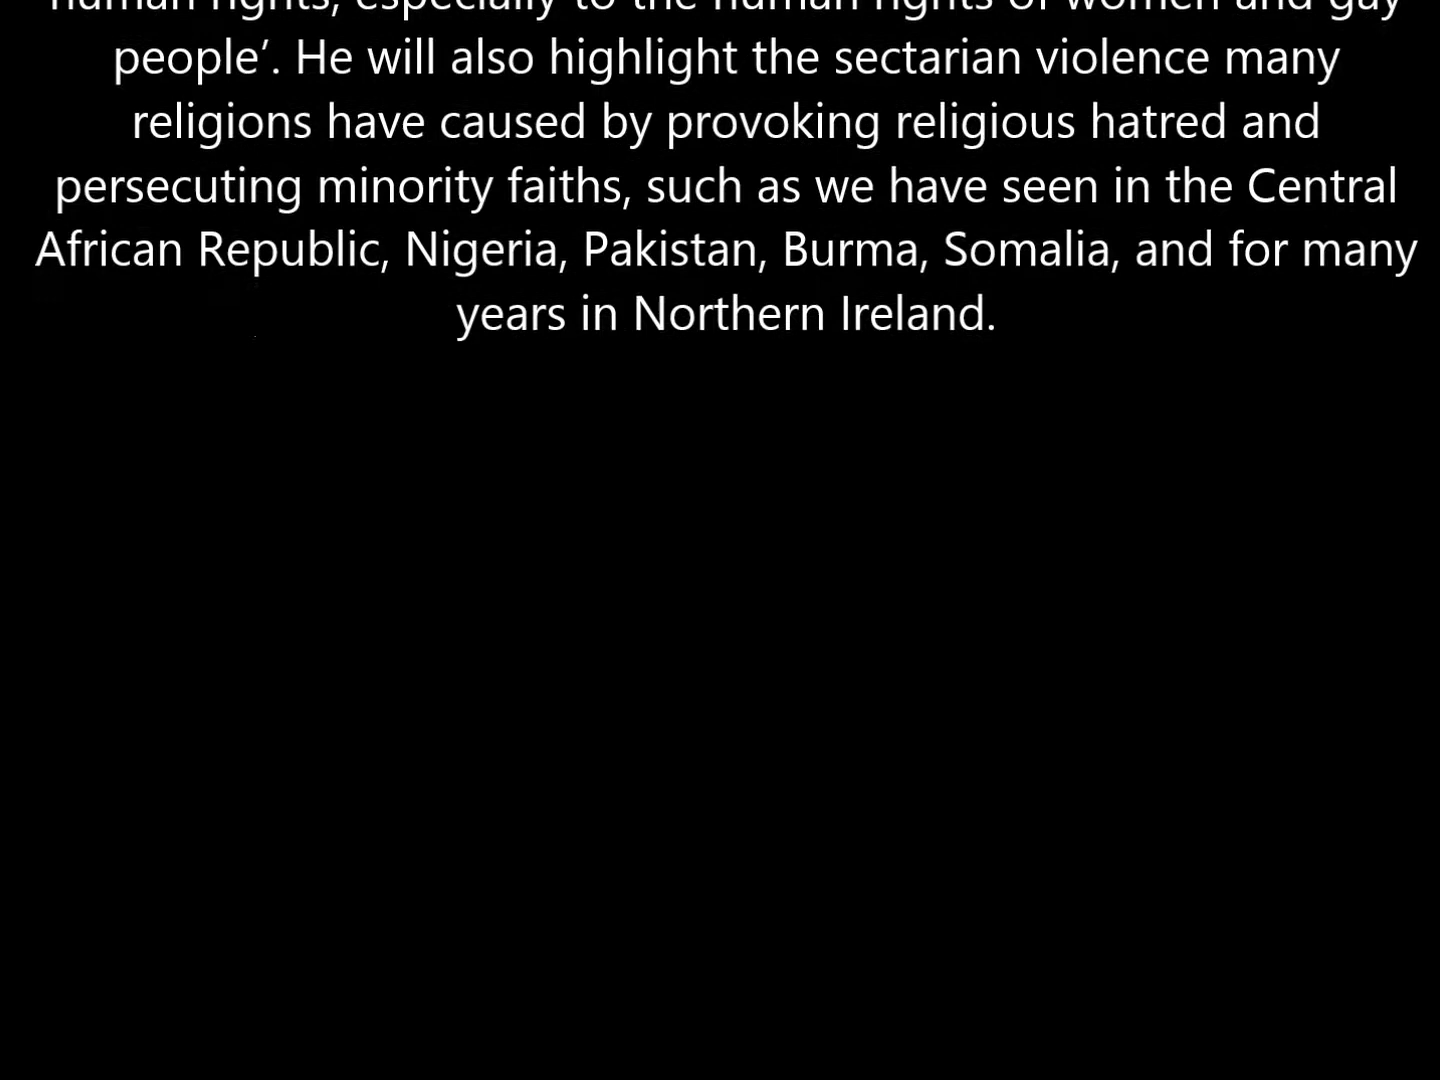 human rights, especially to the human rights of women and gay
people’. He will also highlight the sectarian violence many
religions have caused by provoking religious hatred and
persecuting minority faiths, such as we have seen in the Central
African Republic, Nigeria, Pakistan, Burma, Somalia, and for many
years in Northern Ireland.